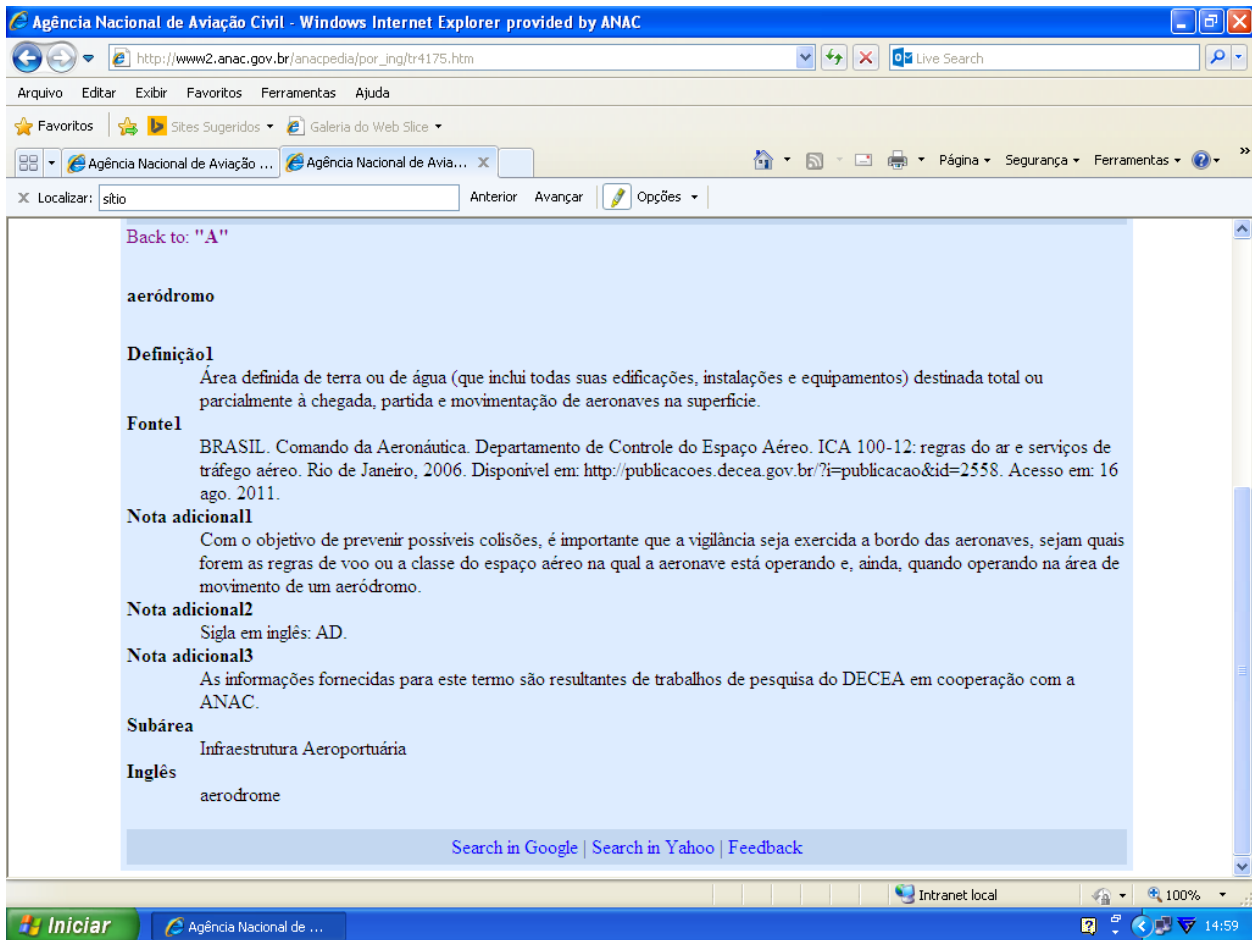 Agência Nacional de Aviação Civil - Windows Internet Explorer provided by ANAC
http://www2.anac.gov.br/anacpedia/por_ing/tr4175.htm
Live Search
Arquivo Editar Exibir Favoritos Ferramentas Ajuda
Favoritos Sites Sugeridos Galeria do Web Slice
Agência Nacional de Aviação ... Agência Nacional de Avia... X Página Segurança Ferramentas »
X Localizar: sítio Anterior Avançar Opções
Back to: "A"
aeródromo
Definição1
Área definida de terra ou de água (que inclui todas suas edificações, instalações e equipamentos) destinada total ou
parcialmente à chegada, partida e movimentação de aeronaves na superfície.
Fonte1
BRASIL. Comando da Aeronáutica. Departamento de Controle do Espaço Aéreo. ICA 100-12: regras do ar e serviços de
tráfego aéreo. Rio de Janeiro, 2006. Disponível em: http://publicacoes.decea.gov.br/?i=publicacao&id=2558. Acesso em: 16
ago. 2011.
Nota adicional1
Com o objetivo de prevenir possíveis colisões, é importante que a vigilância seja exercida a bordo das aeronaves, sejam quais
forem as regras de voo ou a classe do espaço aéreo na qual a aeronave está operando e, ainda, quando operando na área de
movimento de um aeródromo.
Nota adicional2
Sigla em inglês: AD.
Nota adicional3
As informações fornecidas para este termo são resultantes de trabalhos de pesquisa do DECEA em cooperação com a
ANAC.
Subárea
Infraestrutura Aeroportuária
Inglês
aerodrome
Search in Google | Search in Yahoo | Feedback
Intranet local 100%
Iniciar Agência Nacional de ... 14:59